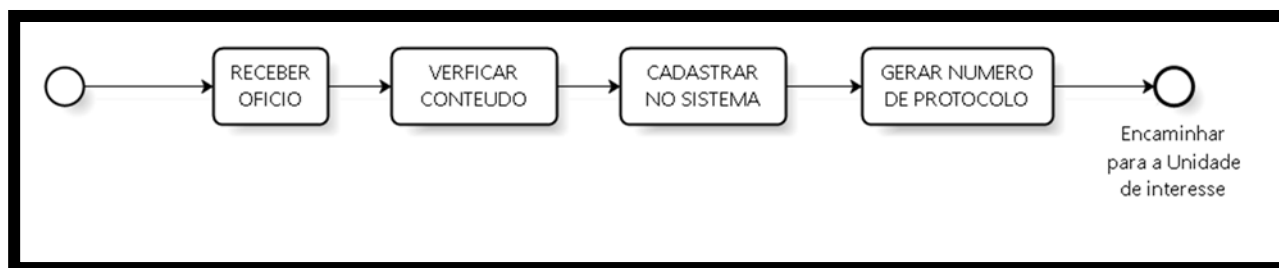 RECEBER
OFICIO
VERFICAR
CONTEUDO
CADASTRAR
NO SISTEMA
GERAR NUMERO
DE PROTOCOLO
Encaminhar
para a Unidade
de interesse